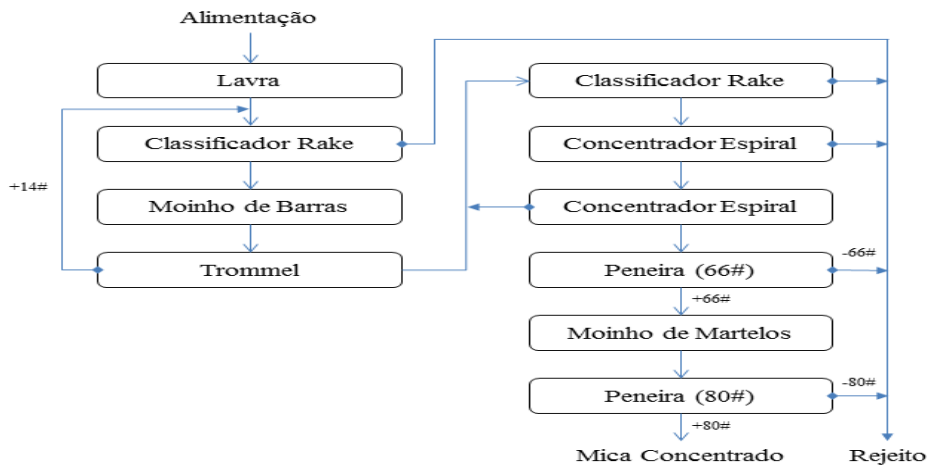 Alimentação
Lavra
Classificador Rake
+14#
Moinho de Barras
Trommel
Classificador Rake
Concentrador Espiral
Concentrador Espiral
Peneira (66#)
-66#
+66#
Moinho de Martelos
Peneira (80#)
-80#
+80#
Mica Concentrado
Rejeito